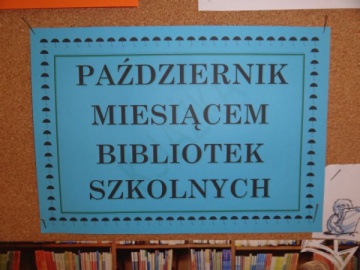 PAŹDZIERNIK
MIESIĄCEM
BIBLIOTEK
SZKOLNYCH